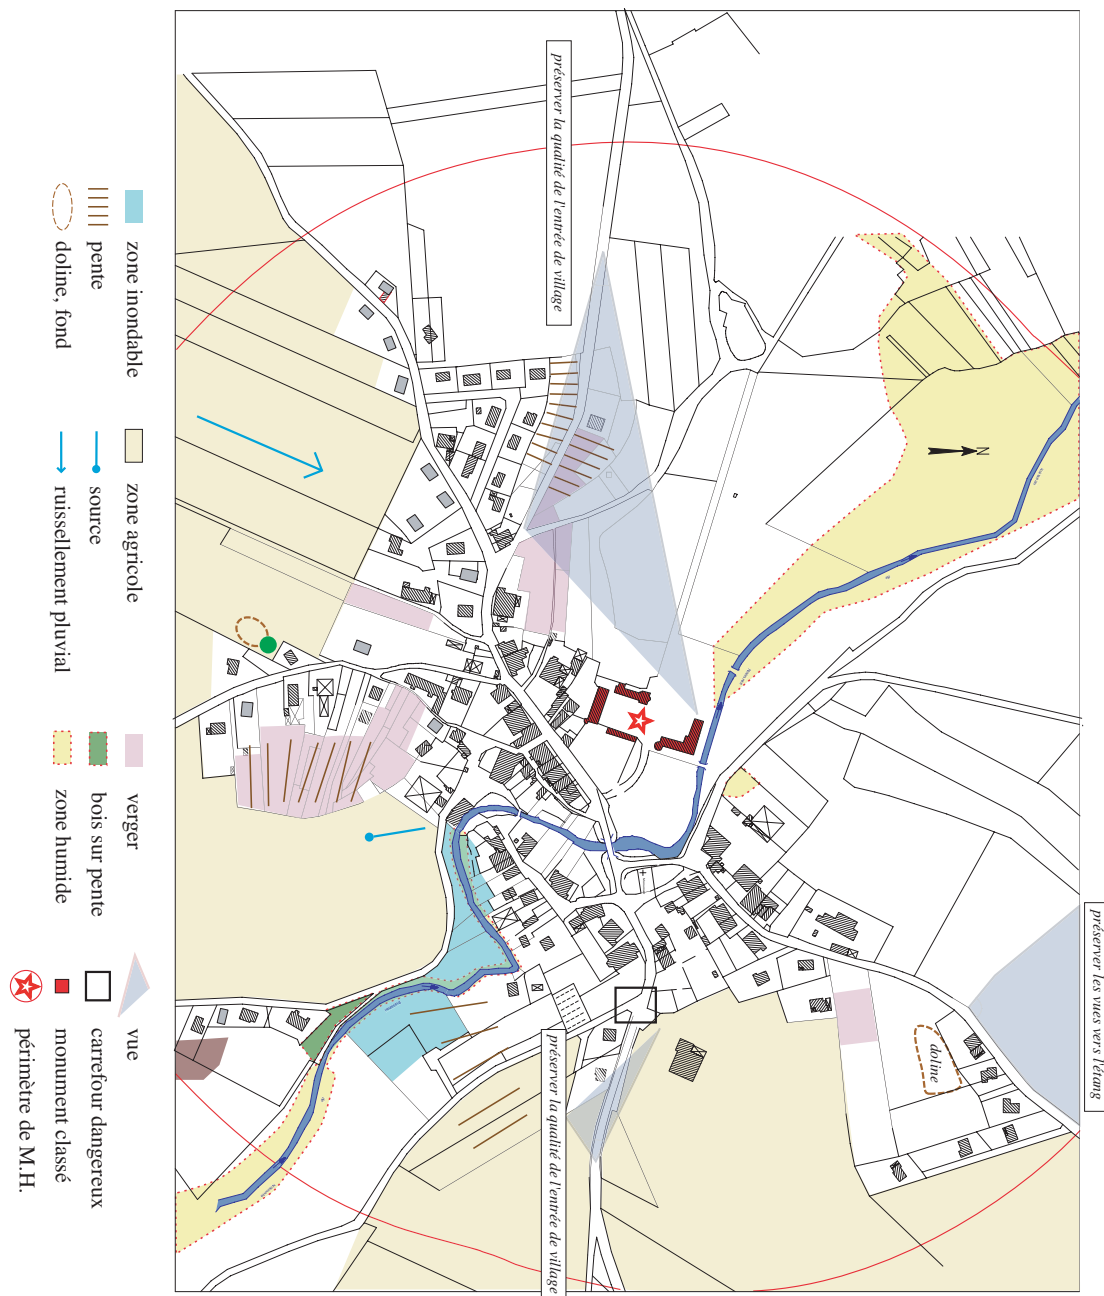 préserver la qualité de l'entrée de village
préserver les vues vers l'étang
préserver la qualité de l'entrée de village
N
doline
zone inondable
pente
doline, fond
zone agricole
source
ruissellement pluvial
verger
bois sur pente
zone humide
vue
carrefour dangereux
monument classé
périmètre de M.H.